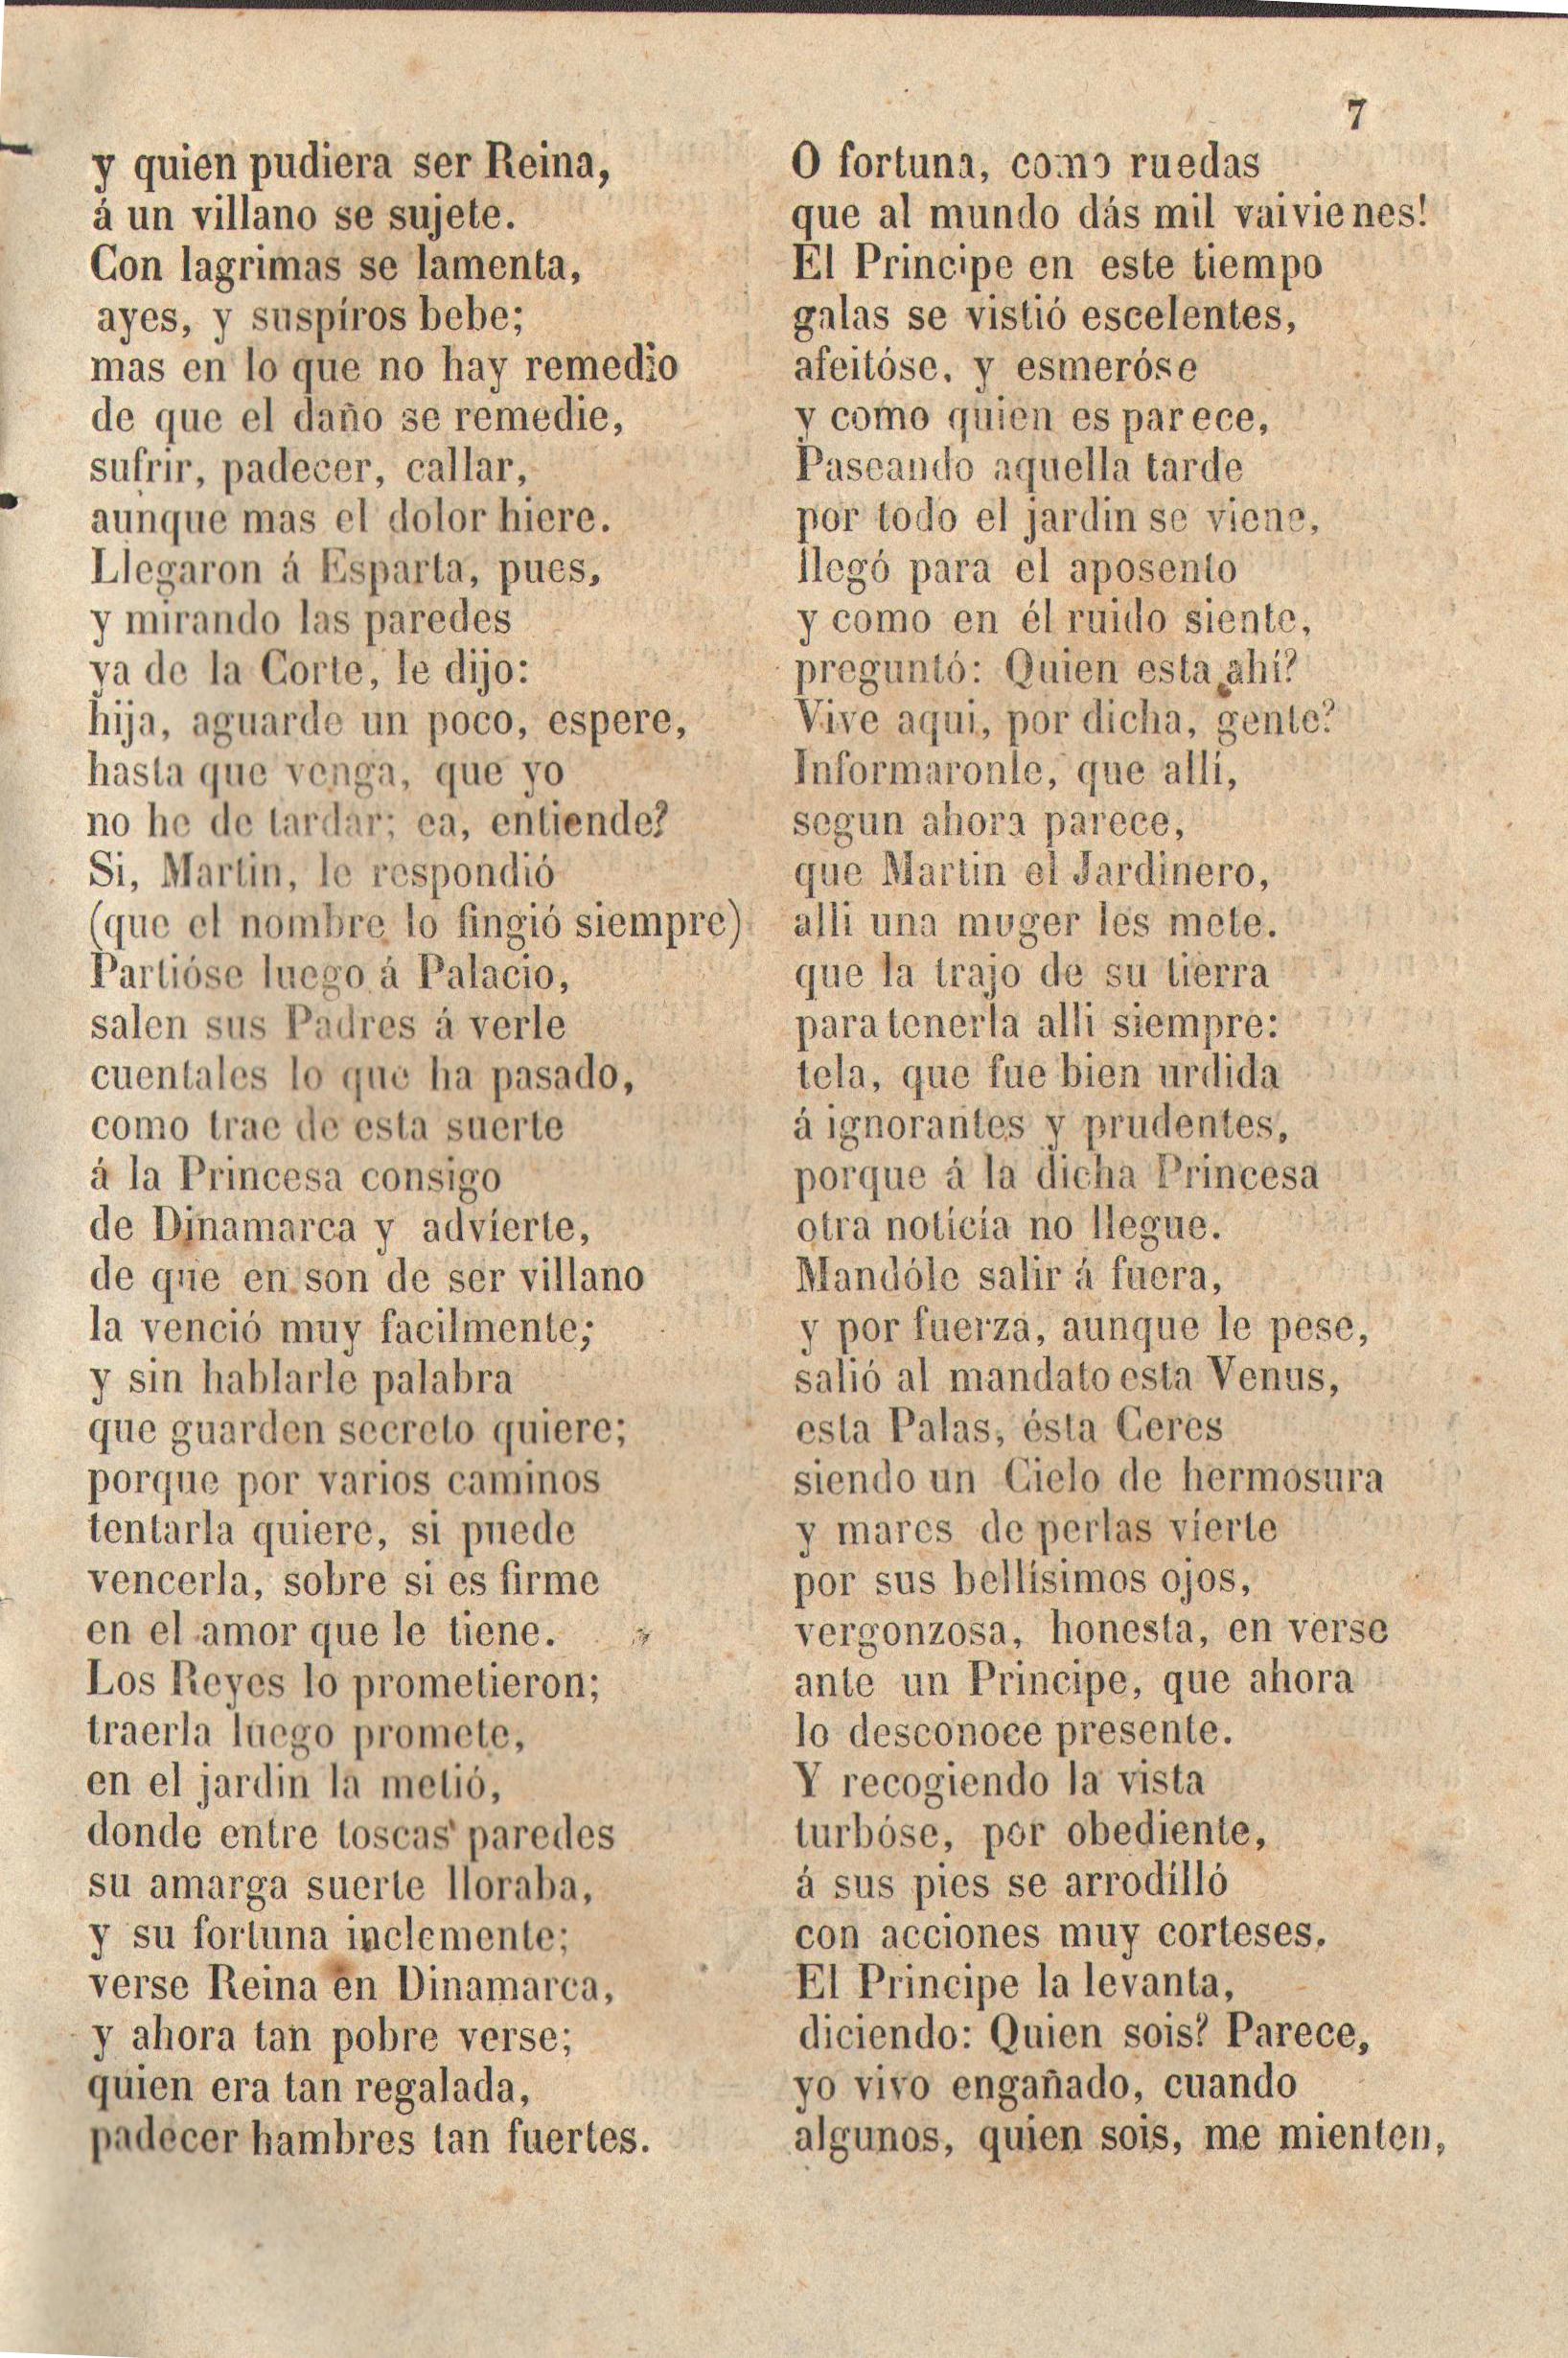 7
y quien pudiera ser Reina,
á un villano se sujete.
Con lagrimas se lamenta,
ayes, y suspíros bebe;
mas en lo que no hay remedio
de que el daño se remedie,
sufrir, padecer, callar,
aunque mas el dolor hiere.
Llegaron á Esparta, pues,
y mirando las paredes
ya de la Corte, le dijo:
hija, aguarde un poco, espere,
hasta que venga, que yo
no he de tardar; ea, entiende?
Si, Martin, le respondió
(que el nombre lo fingió siempre)
Partióse luego á Palacio,
salen sus Padres á verle
cuentales lo que ha pasado,
como trae de esta suerte
á la Princesa consigo
de Dinamarca y advíerte,
de que en son de ser villano
la venció muy facilmente;
y sin hablarle palabra
que guarden secreto quiere;
porque por varios caminos
tentarla quiere, si puede
vencerla, sobre si es firme
en el amor que le tiene.
Los Reyes lo prometieron;
traerla luego promete,
en el jardin la metió,
donde entre toscas paredes
su amarga suerte lloraba,
y su fortuna inclemente;
verse Reina en Dinamarca,
y ahora tan pobre verse;
quien era tan regalada,
padecer hambres tan fuertes.
O fortuna, como ruedas
que al mundo dás mil vaivienes!
El Principe en este tiempo
galas se vistió escelentes,
afeitóse, y esmeróse
y como quien es parece,
Paseando aquella tarde
por todo el jardin se viene,
llegó para el aposento
y como en él ruido siente,
preguntó: Quien esta ahí?
Vive aqui, por dicha, gente?
Informaronle, que allí,
segun ahora parece,
que Martin el Jardinero,
alli una muger les mete.
que la trajo de su tierra
para tenerla alli siempre:
tela, que fue bien urdida
á ignorantes y prudentes,
porque á la dicha Princesa
otra notícía no llegue.
Mandóle salir á fuera,
y por fuerza, aunque le pese,
salió al mandato esta Venus,
esta Palas, ésta Ceres
siendo un Cielo de hermosura
y mares de perlas víerte
por sus bellísimos ojos,
vergonzosa, honesta, en verse
ante un Principe, que ahora
lo desconoce presente.
Y recogiendo la vista
turbóse, por obediente,
á sus pies se arrodílló
con acciones muy corteses.
El Principe la levanta,
diciendo: Quien sois? Parece,
yo vivo engañado, cuando
algunos, quien sois, me mienten,